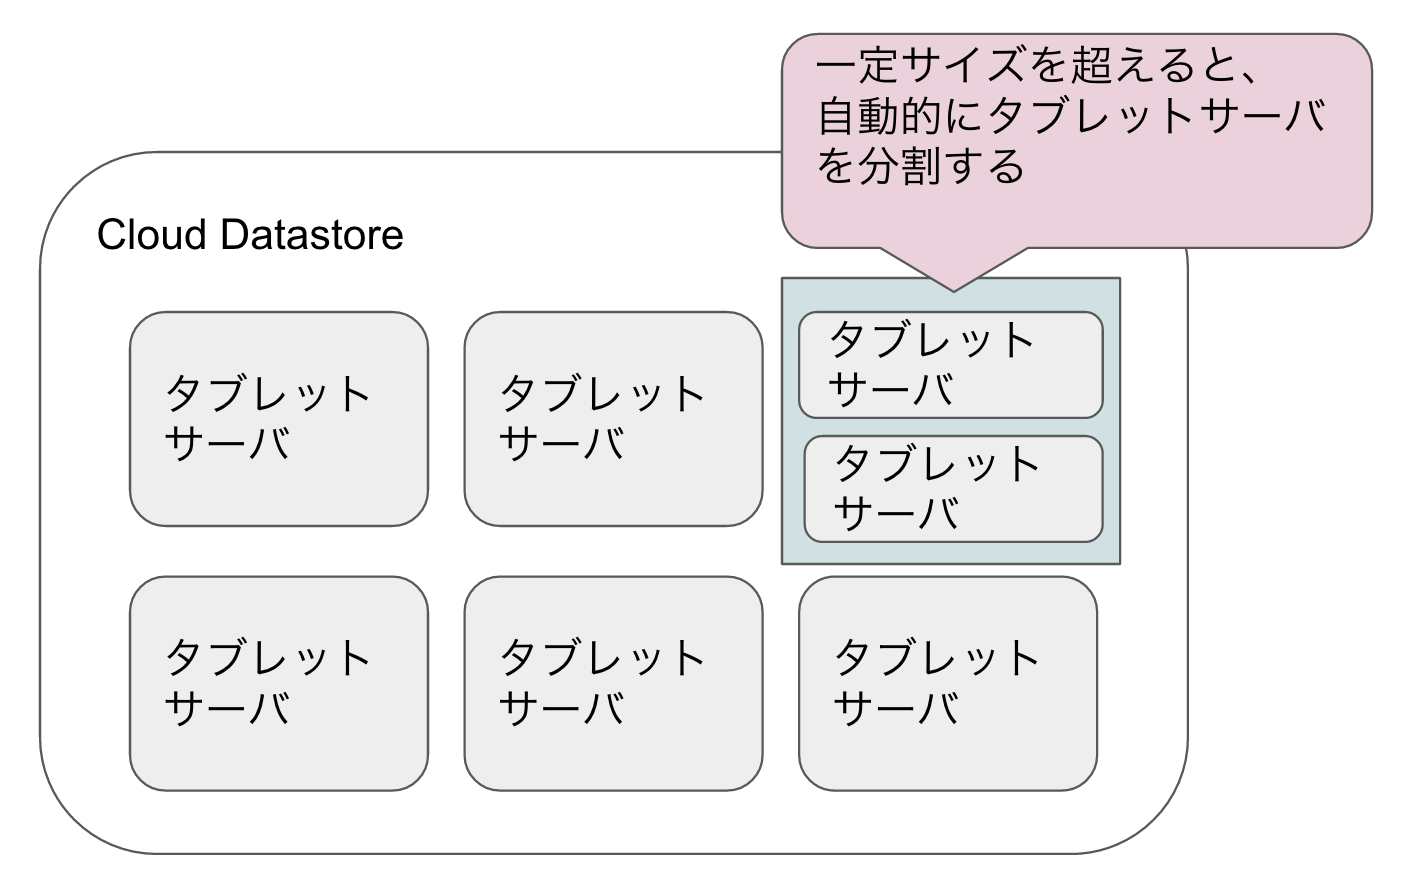 一定サイズを超えると、
自動的にタブレットサーバ
を分割する
Cloud Datastore
タブレット
サーバ
タブレット
サーバ
タブレット
サーバ
タブレット
サーバ
タブレット
サーバ
タブレット
サーバ
タブレット
サーバ